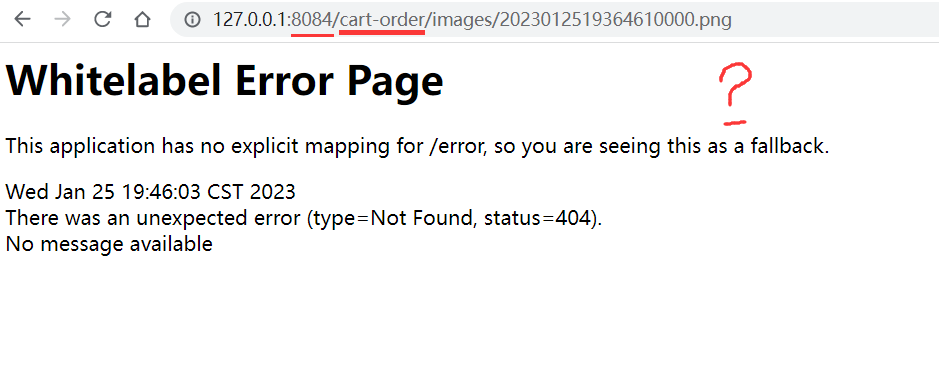 127.0.0.1:8084/cart-order/images/2023012519364610000.png
?
Whitelabel Error Page
This application has no explicit mapping for /error, so you are seeing this as a fallback.
Wed Jan 25 19:46:03 CST 2023
There was an unexpected error (type=Not Found, status=404).
No message available